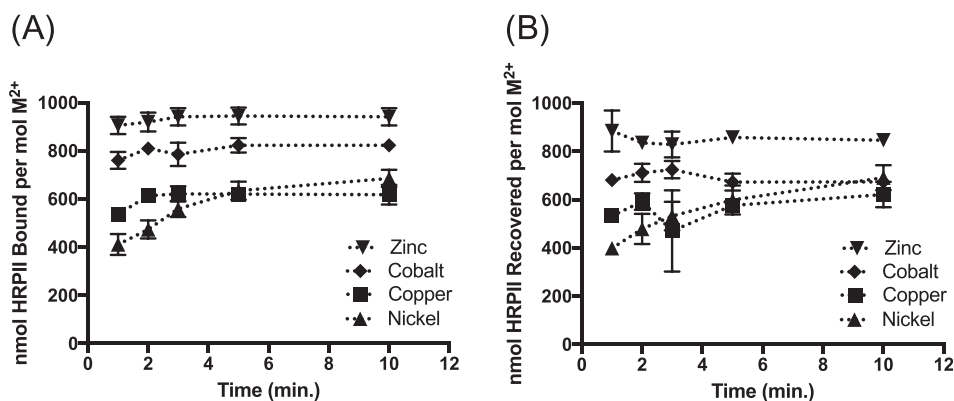 (A)
nmol HRPII Bound per mol M²⁺
1000
800
600
400
200
0
0 2 4 6 8 10 12
Time (min.)
Zinc
Cobalt
Copper
Nickel
(B)
nmol HRPII Recovered per mol M²⁺
1000
800
600
400
200
0
0 2 4 6 8 10 12
Time (min.)
Zinc
Cobalt
Copper
Nickel